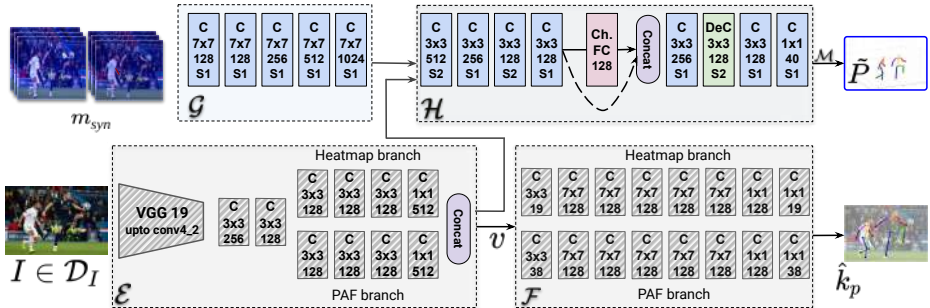 C 7x7 128 S1
C 7x7 128 S1
C 7x7 256 S1
C 7x7 512 S1
C 7x7 1024 S1
𝒢
m_syn
C 3x3 512 S2
C 3x3 256 S1
C 3x3 128 S2
C 3x3 128 S1
Ch. FC 128
Concat
C 3x3 256 S1
DeC 3x3 128 S2
C 3x3 128 S1
C 1x1 40 S1
ℋ
ℳ
P̃
Heatmap branch
VGG 19
upto conv4_2
C 3x3 256
C 3x3 128
C 3x3 128
C 3x3 128
C 3x3 128
C 1x1 512
C 3x3 128
C 3x3 128
C 3x3 128
C 1x1 512
Concat
PAF branch
ℰ
I ∈ 𝒟_I
v
Heatmap branch
C 3x3 19
C 7x7 128
C 7x7 128
C 7x7 128
C 7x7 128
C 7x7 128
C 1x1 128
C 1x1 19
C 3x3 38
C 7x7 128
C 7x7 128
C 7x7 128
C 7x7 128
C 7x7 128
C 1x1 128
C 1x1 38
PAF branch
ℱ
k̂_p